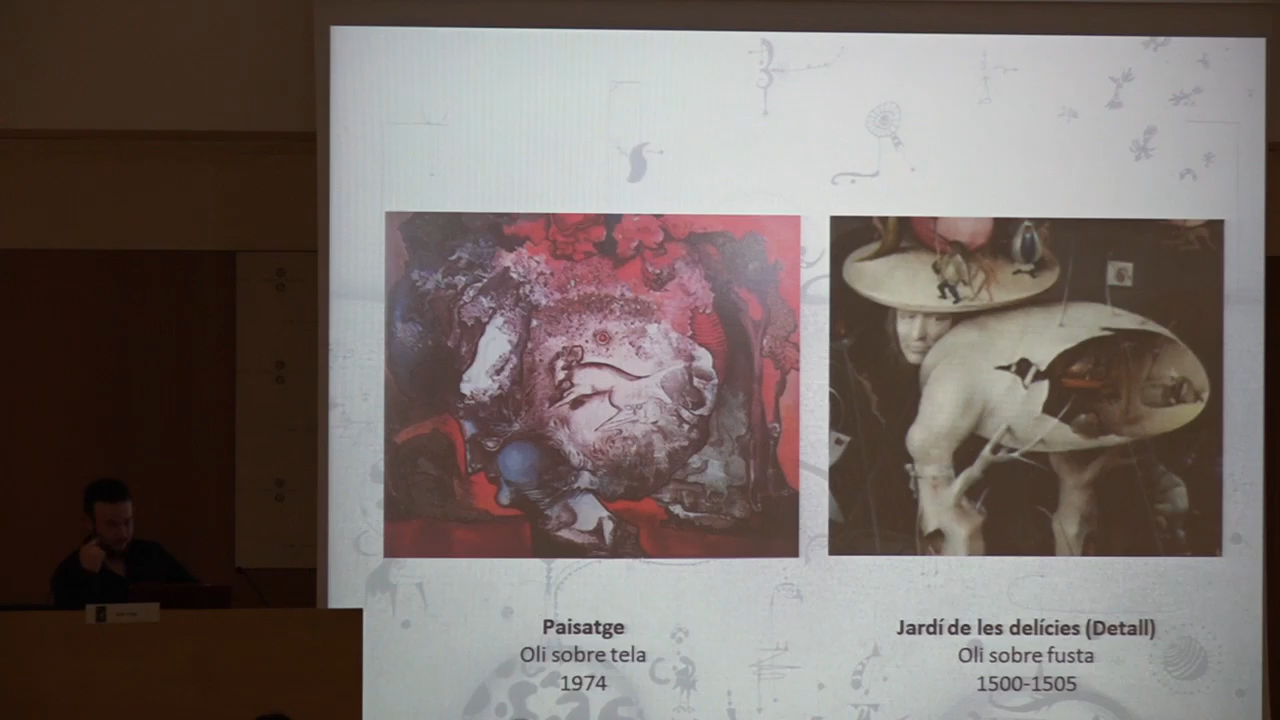 Paisatge
Oli sobre tela
1974
Jardí de les delícies (Detall)
Oli sobre fusta
1500-1505